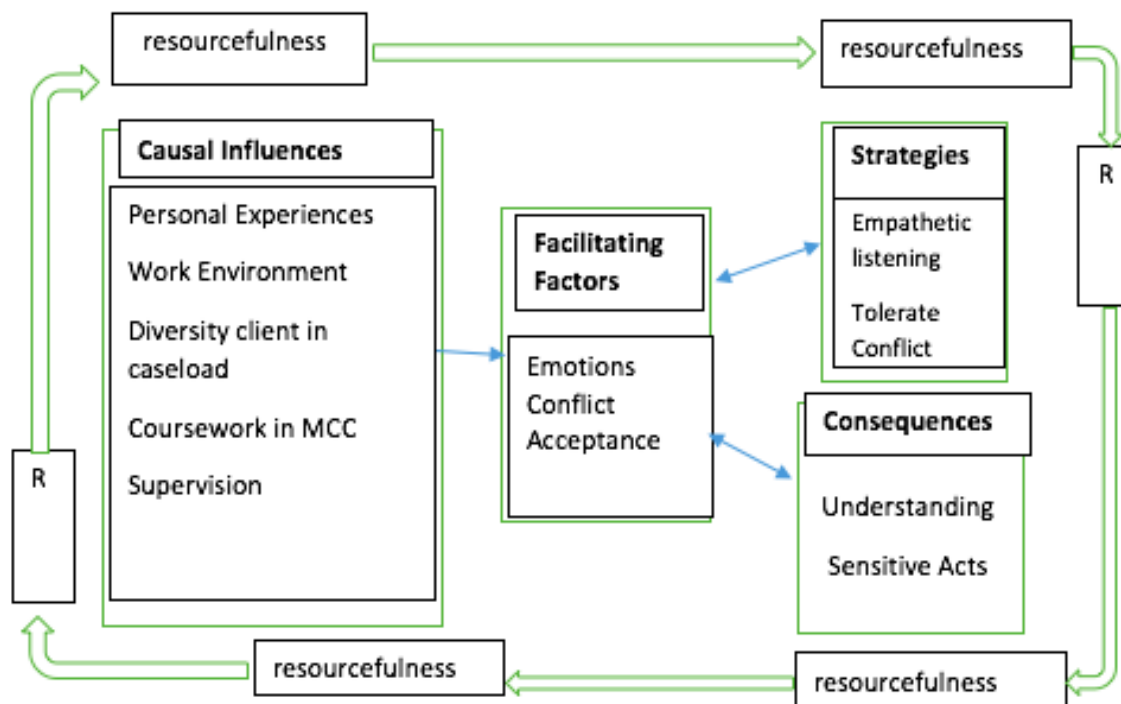 resourcefulness
resourcefulness
R
Causal Influences
Personal Experiences
Work Environment
Diversity client in
caseload
Coursework in MCC
Supervision
Facilitating
Factors
Emotions
Conflict
Acceptance
Strategies
Empathetic
listening
Tolerate
Conflict
Consequences
Understanding
Sensitive Acts
R
resourcefulness
resourcefulness